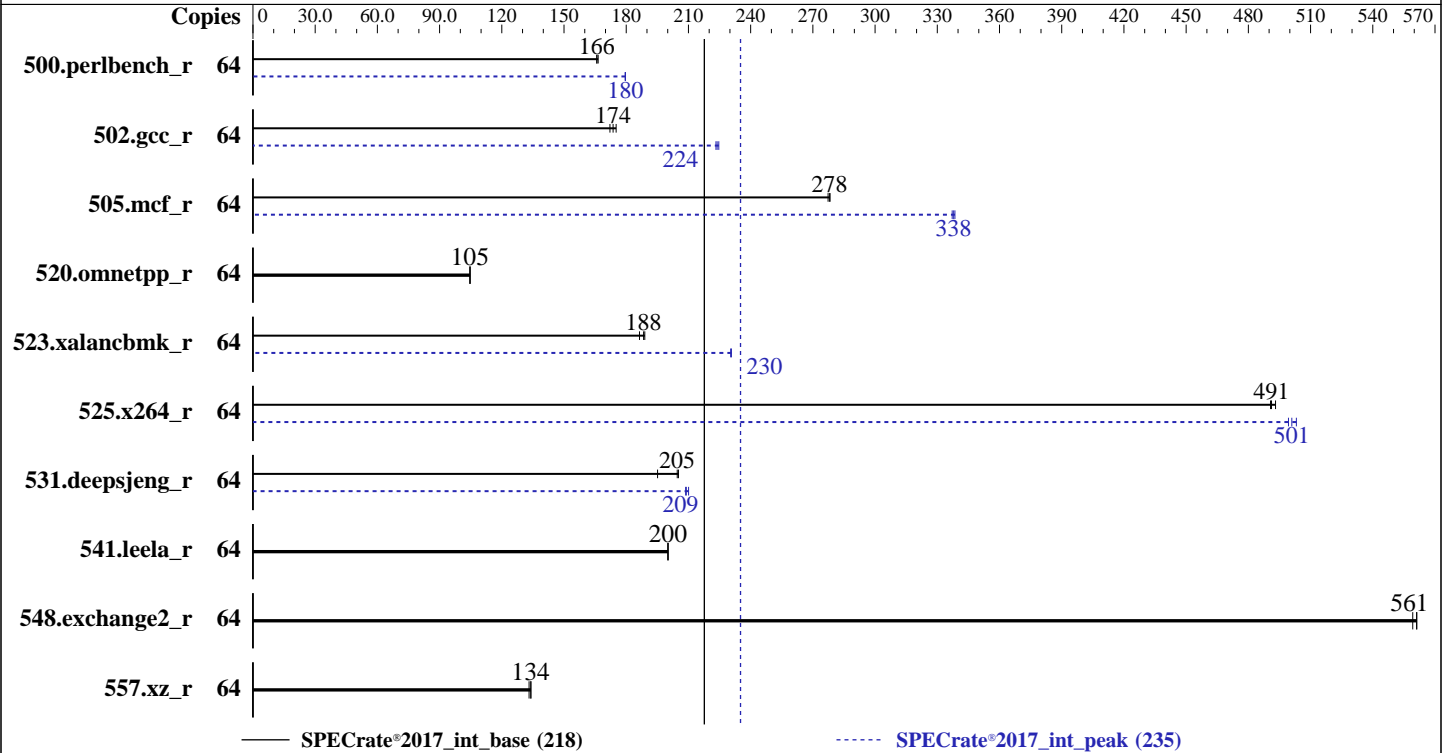 Copies 0 30.0 60.0 90.0 120 150 180 210 240 270 300 330 360 390 420 450 480 510 540 570
166
500.perlbench_r 64
180
174
502.gcc_r 64
224
278
505.mcf_r 64
338
105
520.omnetpp_r 64
188
523.xalancbmk_r 64
230
491
525.x264_r 64
501
205
531.deepsjeng_r 64
209
200
541.leela_r 64
561
548.exchange2_r 64
134
557.xz_r 64
SPECrate®2017_int_base (218) SPECrate®2017_int_peak (235)